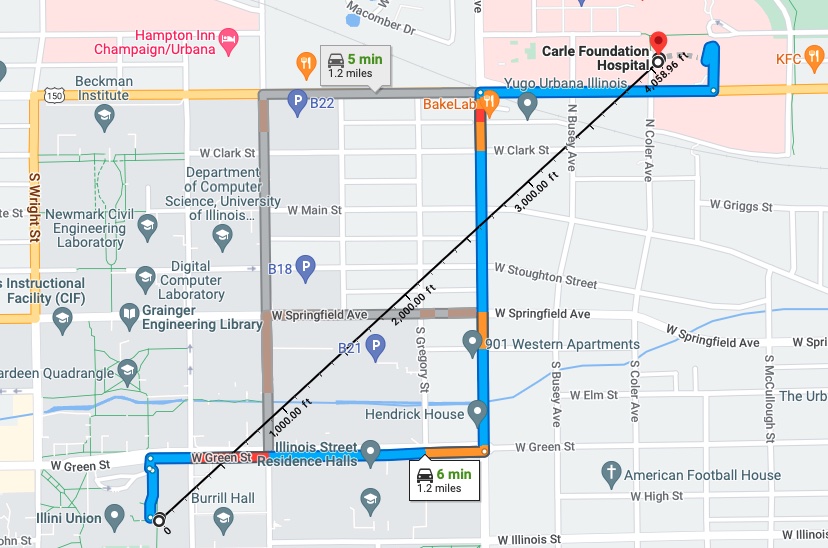 Macomber Dr
Ave
Hampton Inn
Champaign/Urbana
5 min
1.2 miles
Carle Foundation
Hospital
4,058.96 ft
KFC
Beckman
Institute
150
B22
BakeLab
Yugo Urbana Illinois
N Busey Ave
N Coler Ave
W Clark St
W Clark St
Department
of Computer
Science, University
of Illinois...
S Wright St
3,000.00 ft
W Main St
W Griggs St
te St
Newmark Civil
Engineering
Laboratory
Digital
Computer
Laboratory
B18
W Stoughton Street
s Instructional
Facility (CIF)
2,000.00 ft
Grainger
Engineering Library
W Springfield Ave
W Springfield Ave
W Springfield Ave
W Spri
B21
S Gregory St
901 Western Apartments
ardeen Quadrangle
S Busey Ave
S Coler Ave
S McCullough St
W Elm St
The Urb
1,000.00 ft
Hendrick House
W Green St
W Green St
Illinois Street
Residence Halls
W Green St
6 min
1.2 miles
American Football House
W High St
Burrill Hall
Illini Union
0
ohn St
W Illinois St
W Illinois St